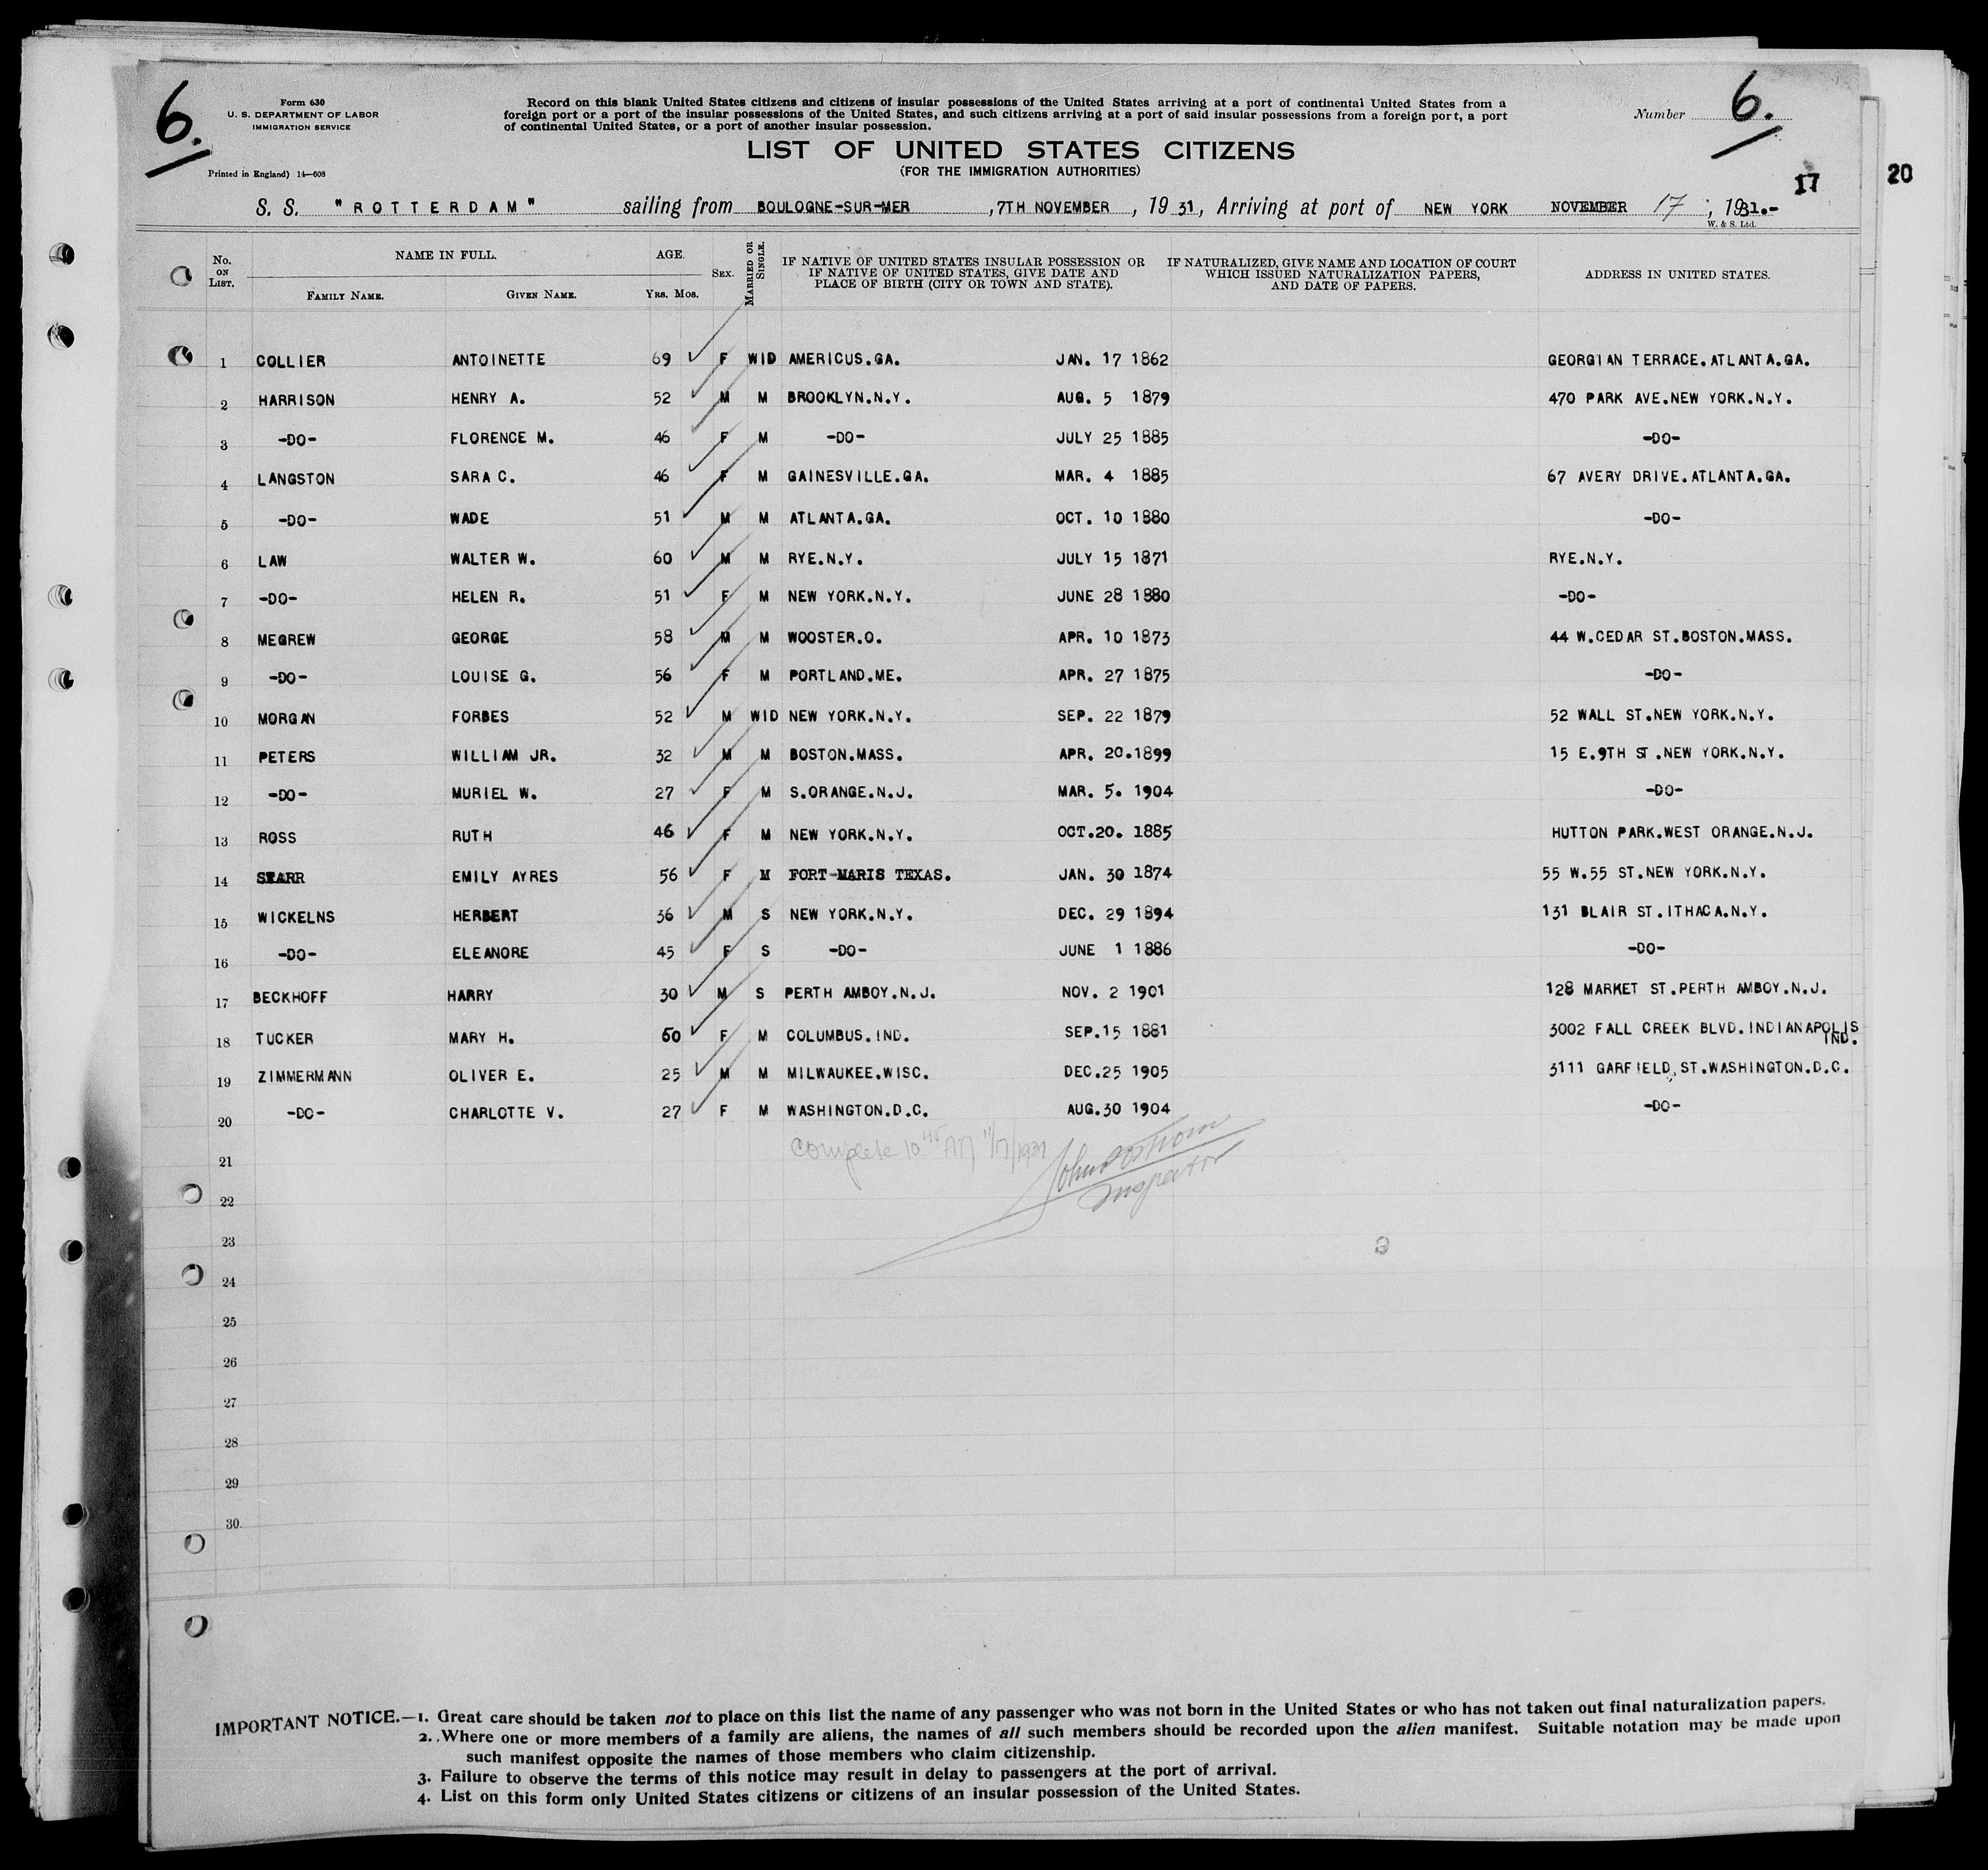 6.
Form 630
U. S. DEPARTMENT OF LABOR
IMMIGRATION SERVICE
Printed in England) 14—608
Record on this blank United States citizens and citizens of insular possessions of the United States arriving at a port of continental United States from a
foreign port or a port of the insular possessions of the United States, and such citizens arriving at a port of said insular possessions from a foreign port, a port
of continental United States, or a port of another insular possession.
Number 6.
LIST OF UNITED STATES CITIZENS
(FOR THE IMMIGRATION AUTHORITIES)
17
20
S. S. "ROTTERDAM" sailing from BOULOGNE-SUR-MER , 7TH NOVEMBER , 1931, Arriving at port of NEW YORK NOVEMBER 17 , 1931.-
W. & S. Ltd.
No. ON LIST. NAME IN FULL. FAMILY NAME. GIVEN NAME. AGE. YRS. MOS. SEX. MARRIED OR SINGLE. IF NATIVE OF UNITED STATES INSULAR POSSESSION OR IF NATIVE OF UNITED STATES, GIVE DATE AND PLACE OF BIRTH (CITY OR TOWN AND STATE). IF NATURALIZED, GIVE NAME AND LOCATION OF COURT WHICH ISSUED NATURALIZATION PAPERS, AND DATE OF PAPERS. ADDRESS IN UNITED STATES.
1 COLLIER ANTOINETTE 69 F WID AMERICUS.GA. JAN. 17 1862 GEORGIAN TERRACE.ATLANTA.GA.
2 HARRISON HENRY A. 52 M M BROOKLYN.N.Y. AUG. 5 1879 470 PARK AVE.NEW YORK.N.Y.
3 -DO- FLORENCE M. 46 F M -DO- JULY 25 1885 -DO-
4 LANGSTON SARA C. 46 F M GAINESVILLE.GA. MAR. 4 1885 67 AVERY DRIVE.ATLANTA.GA.
5 -DO- WADE 51 M M ATLANTA.GA. OCT. 10 1880 -DO-
6 LAW WALTER W. 60 M M RYE.N.Y. JULY 15 1871 RYE.N.Y.
7 -DO- HELEN R. 51 F M NEW YORK.N.Y. JUNE 28 1880 -DO-
8 MEGREW GEORGE 58 M M WOOSTER.O. APR. 10 1873 44 W.CEDAR ST.BOSTON.MASS.
9 -DO- LOUISE G. 56 F M PORTLAND.ME. APR. 27 1875 -DO-
10 MORGAN FORBES 52 M WID NEW YORK.N.Y. SEP. 22 1879 52 WALL ST.NEW YORK.N.Y.
11 PETERS WILLIAM JR. 32 M M BOSTON.MASS. APR. 20.1899 15 E.9TH ST.NEW YORK.N.Y.
12 -DO- MURIEL W. 27 F M S.ORANGE.N.J. MAR. 5. 1904 -DO-
13 ROSS RUTH 46 F M NEW YORK.N.Y. OCT.20. 1885 HUTTON PARK.WEST ORANGE.N.J.
14 STARR EMILY AYRES 56 F M FORT-MARIS TEXAS. JAN. 30 1874 55 W.55 ST.NEW YORK.N.Y.
15 WICKELNS HERBERT 36 M S NEW YORK.N.Y. DEC. 29 1894 131 BLAIR ST.ITHACA.N.Y.
16 -DO- ELEANORE 45 F S -DO- JUNE 1 1886 -DO-
17 BECKHOFF HARRY 30 M S PERTH AMBOY.N.J. NOV. 2 1901 128 MARKET ST.PERTH AMBOY.N.J.
18 TUCKER MARY H. 50 F M COLUMBUS.IND. SEP.15 1881 3002 FALL CREEK BLVD.INDIANAPOLIS
IND.
19 ZIMMERMANN OLIVER E. 25 M M MILWAUKEE.WISC. DEC.25 1905 3111 GARFIELD, ST.WASHINGTON.D.C.
20 -DO- CHARLOTTE V. 27 F M WASHINGTON.D.C. AUG.30 1904 -DO-
Complete 10 45 AM 11/17/1931
21
Inspector
22
23
24
25
26
27
28
29
30.
IMPORTANT NOTICE.—1. Great care should be taken not to place on this list the name of any passenger who was not born in the United States or who has not taken out final naturalization papers.
2. Where one or more members of a family are aliens, the names of all such members should be recorded upon the alien manifest. Suitable notation may be made upon
such manifest opposite the names of those members who claim citizenship.
3. Failure to observe the terms of this notice may result in delay to passengers at the port of arrival.
4. List on this form only United States citizens or citizens of an insular possession of the United States.